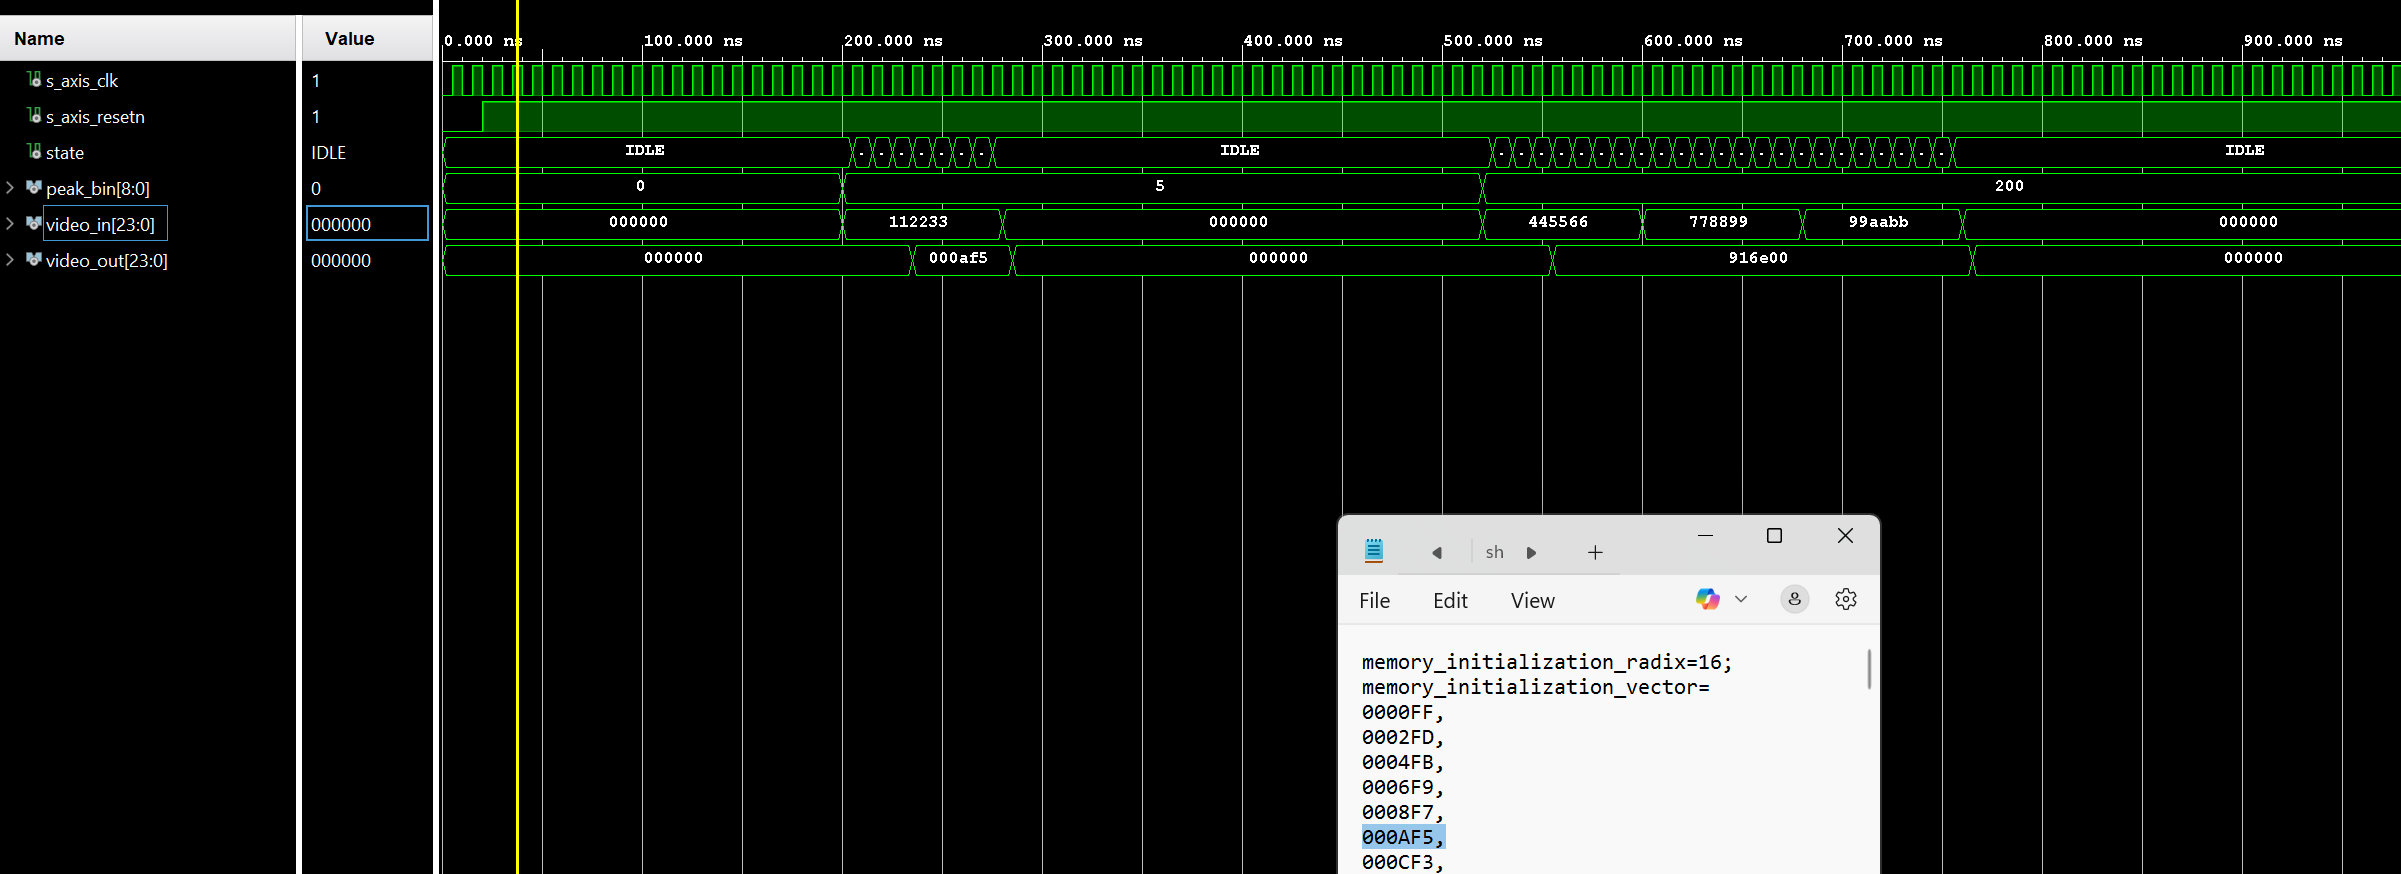 Name Value 0.000 ns 100.000 ns 200.000 ns 300.000 ns 400.000 ns 500.000 ns 600.000 ns 700.000 ns 800.000 ns 900.000 ns
s_axis_clk 1
s_axis_resetn 1
state IDLE IDLE . . . . . . . IDLE . . . . . . . . . . . . . . . . . . . . . . . IDLE
peak_bin[8:0] 0 0 5 200
video_in[23:0] 000000 000000 112233 000000 445566 778899 99aabb 000000
video_out[23:0] 000000 000000 000af5 000000 916e00 000000
sh
File Edit View
memory_initialization_radix=16;
memory_initialization_vector=
0000FF,
0002FD,
0004FB,
0006F9,
0008F7,
000AF5,
000CF3,